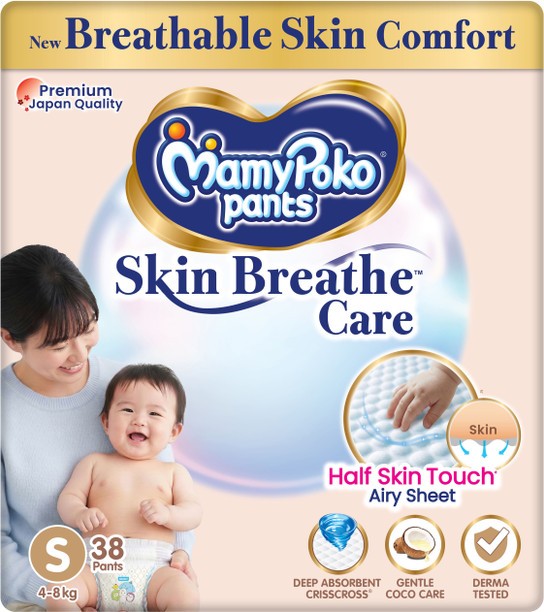 New Breathable Skin Comfort
Premium
Japan Quality
MamyPoko®
pants
Skin Breathe™
Care
Skin
Half Skin Touch*
Airy Sheet
S
38
Pants
4-8kg
DEEP ABSORBENT
CRISSCROSS®
GENTLE
COCO CARE
DERMA
TESTED